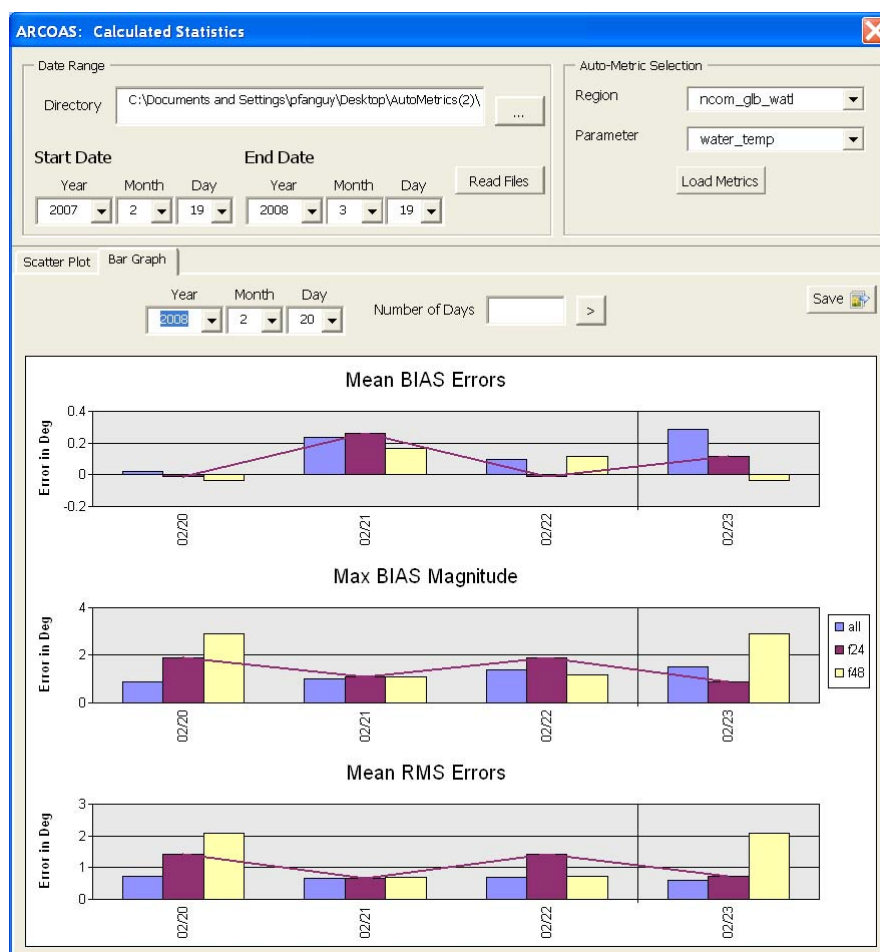 ARCOAS: Calculated Statistics
Date Range
Directory
C:\Documents and Settings\pfanguy\Desktop\AutoMetrics(2)\
...
Start Date
End Date
Year Month Day Year Month Day
2007 2 19 2008 3 19
Read Files
Auto-Metric Selection
Region ncom_glb_watl
Parameter water_temp
Load Metrics
Scatter Plot Bar Graph
Year Month Day
2008 2 20
Number of Days
>
Save
Mean BIAS Errors
Error in Deg
0.4
0.2
0
-0.2
02/20 02/21 02/22 02/23
Max BIAS Magnitude
Error in Deg
4
2
0
02/20 02/21 02/22 02/23
all
f24
f48
Mean RMS Errors
Error in Deg
3
2
1
0
02/20 02/21 02/22 02/23